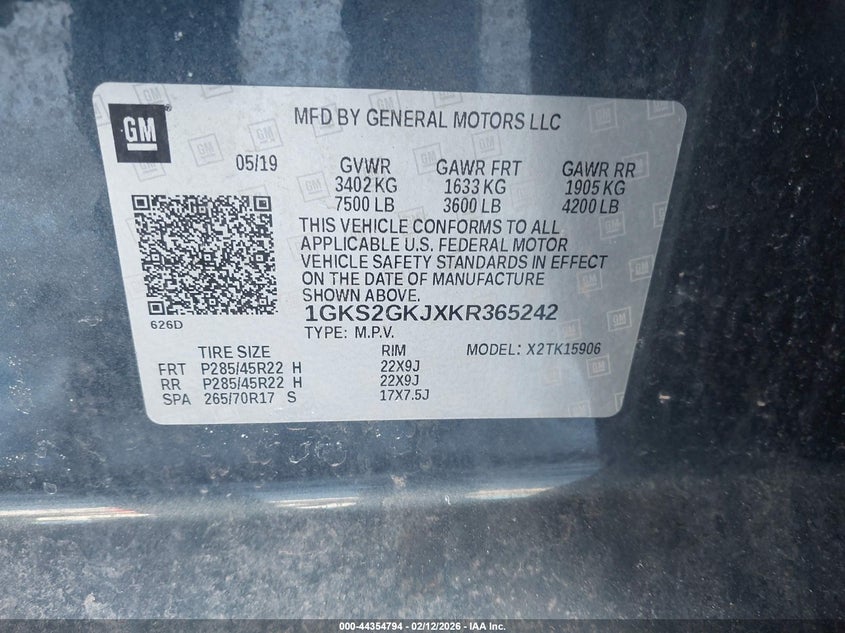 GM
MFD BY GENERAL MOTORS LLC
05/19
GVWR GAWR FRT GAWR RR
3402 KG 1633 KG 1905 KG
7500 LB 3600 LB 4200 LB
THIS VEHICLE CONFORMS TO ALL
APPLICABLE U.S. FEDERAL MOTOR
VEHICLE SAFETY STANDARDS IN EFFECT
ON THE DATE OF MANUFACTURE
SHOWN ABOVE.
1GKS2GKJXKR365242
626D
TYPE: M.P.V.
TIRE SIZE RIM MODEL: X2TK15906
FRT P285/45R22 H 22X9J
RR P285/45R22 H 22X9J
SPA 265/70R17 S 17X7.5J
000-44354794 — 02/12/2026 — IAA Inc.